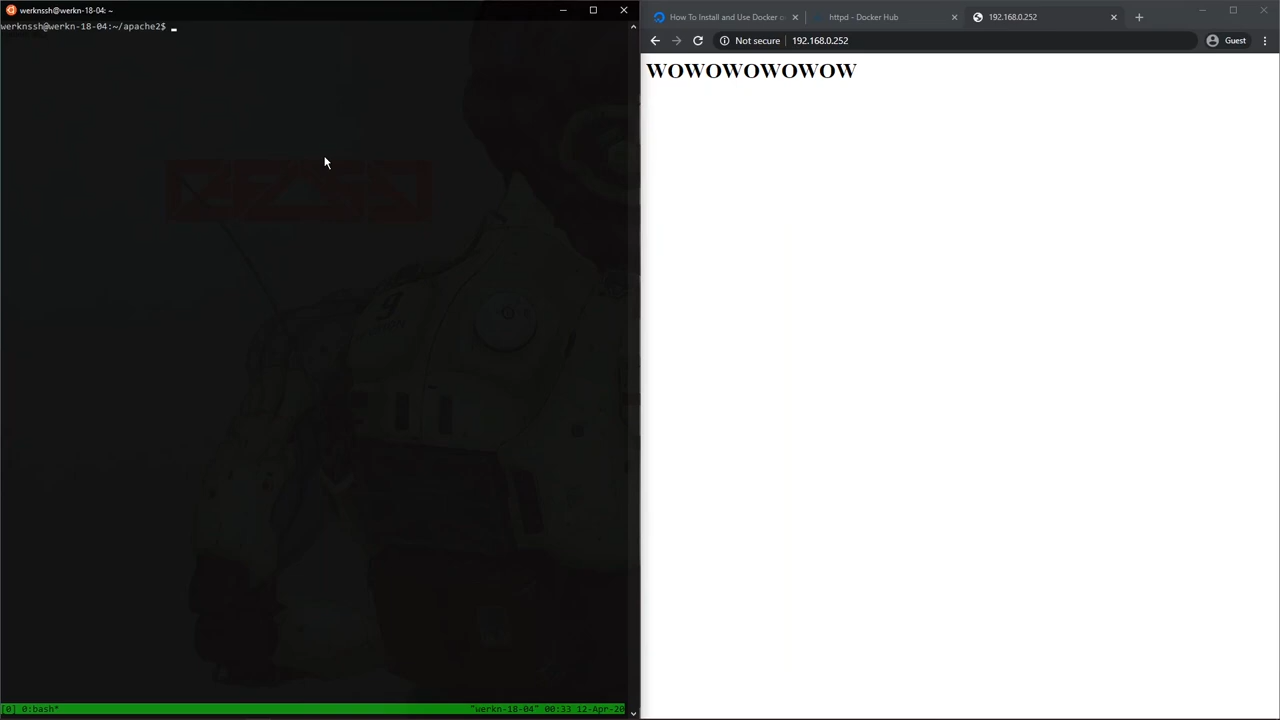 werknssh@werkn-18-04: ~
werknssh@werkn-18-04:~/apache2$
[0] 0:bash*
"werkn-18-04" 00:33 12-Apr-20
How To Install and Use Docker o
httpd - Docker Hub
192.168.0.252
Not secure
192.168.0.252
Guest
WOWOWOWOWOW